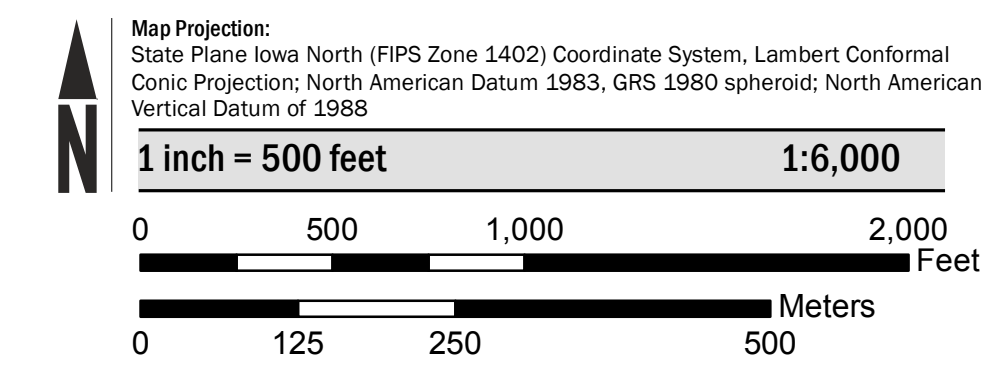 N
Map Projection:
State Plane Iowa North (FIPS Zone 1402) Coordinate System, Lambert Conformal
Conic Projection; North American Datum 1983, GRS 1980 spheroid; North American
Vertical Datum of 1988
1 inch = 500 feet 1:6,000
0 500 1,000 2,000
Feet
Meters
0 125 250 500